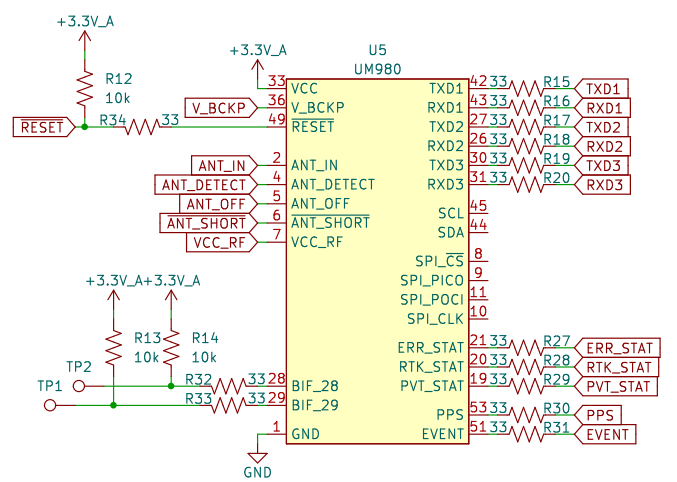 +3.3V_A
R12
10k
RESET
R34
33
+3.3V_A
U5
UM980
33
VCC
V_BCKP
36
V_BCKP
49
RESET
ANT_IN
2
ANT_IN
ANT_DETECT
4
ANT_DETECT
ANT_OFF
5
ANT_OFF
ANT_SHORT
6
ANT_SHORT
VCC_RF
7
VCC_RF
TXD1
42
33
R15
TXD1
RXD1
43
33
R16
RXD1
TXD2
27
33
R17
TXD2
RXD2
26
33
R18
RXD2
TXD3
30
33
R19
TXD3
RXD3
31
33
R20
RXD3
SCL
45
SDA
44
SPI_CS
8
SPI_PICO
9
SPI_POCI
11
SPI_CLK
10
+3.3V_A
+3.3V_A
R13
10k
R14
10k
TP2
TP1
R32
33
28
BIF_28
R33
33
29
BIF_29
1
GND
GND
ERR_STAT
21
33
R27
ERR_STAT
RTK_STAT
20
33
R28
RTK_STAT
PVT_STAT
19
33
R29
PVT_STAT
PPS
53
33
R30
PPS
EVENT
51
33
R31
EVENT